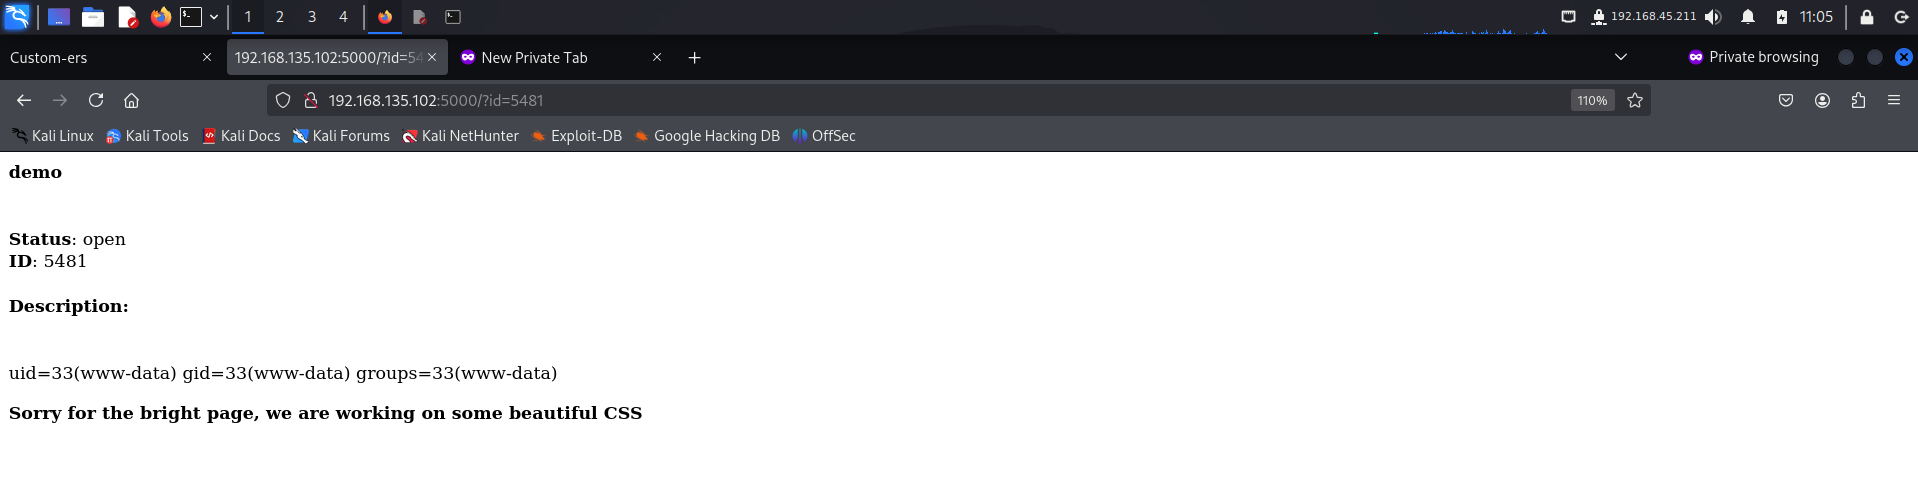 1 2 3 4 192.168.45.211 11:05
Custom-ers 192.168.135.102:5000/?id=54 New Private Tab Private browsing
192.168.135.102:5000/?id=5481 110%
Kali Linux Kali Tools Kali Docs Kali Forums Kali NetHunter Exploit-DB Google Hacking DB OffSec
demo
Status: open
ID: 5481
Description:
uid=33(www-data) gid=33(www-data) groups=33(www-data)
Sorry for the bright page, we are working on some beautiful CSS